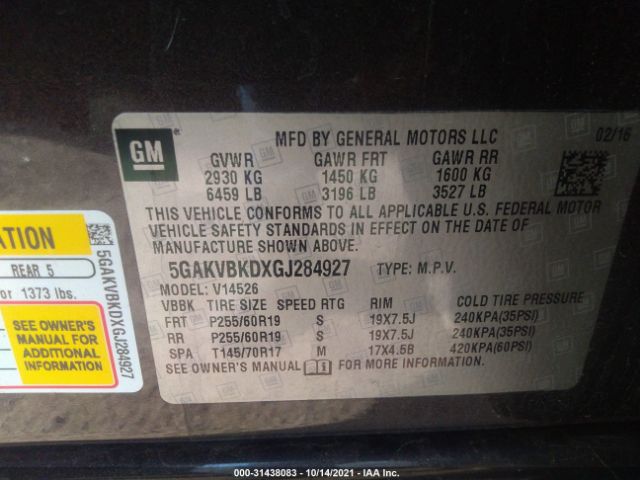 GM
MFD BY GENERAL MOTORS LLC 02/16
GVWR GAWR FRT GAWR RR
2930 KG 1450 KG 1600 KG
6459 LB 3196 LB 3527 LB
THIS VEHICLE CONFORMS TO ALL APPLICABLE U.S. FEDERAL MOTOR
VEHICLE SAFETY STANDARDS IN EFFECT ON THE DATE OF
MANUFACTURE SHOWN ABOVE.
5GAKVBKDXGJ284927 TYPE: M.P.V.
MODEL: V14526
VBBK TIRE SIZE SPEED RTG RIM COLD TIRE PRESSURE
FRT P255/60R19 S 19X7.5J 240KPA(35PSI)
RR P255/60R19 S 19X7.5J 240KPA(35PSI)
SPA T145/70R17 M 17X4.5B 420KPA(60PSI)
SEE OWNER'S MANUAL FOR MORE INFORMATION.
ATION
REAR 5
or 1373 lbs.
SEE OWNER'S
MANUAL FOR
ADDITIONAL
INFORMATION
5GAKVBKDXGJ284927
000-31438083 - 10/14/2021 - IAA Inc.